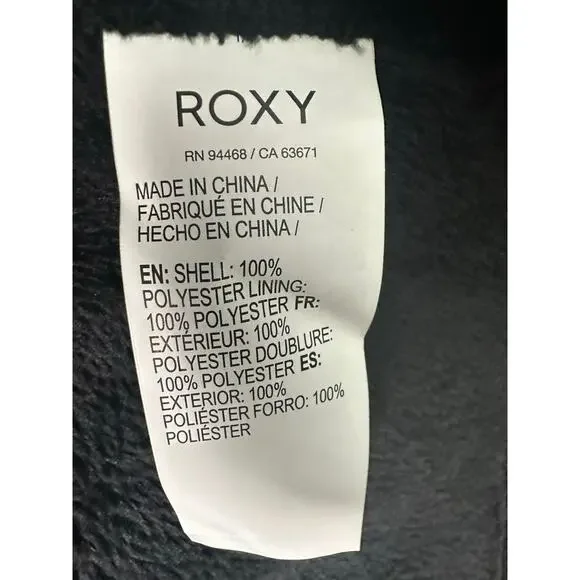 ROXY
RN 94468 / CA 63671
MADE IN CHINA /
FABRIQUÉ EN CHINE /
HECHO EN CHINA /
EN: SHELL: 100%
POLYESTER LINING:
100% POLYESTER FR:
EXTÉRIEUR: 100%
POLYESTER DOUBLURE:
100% POLYESTER ES:
EXTERIOR: 100%
POLIÉSTER FORRO: 100%
POLIÉSTER